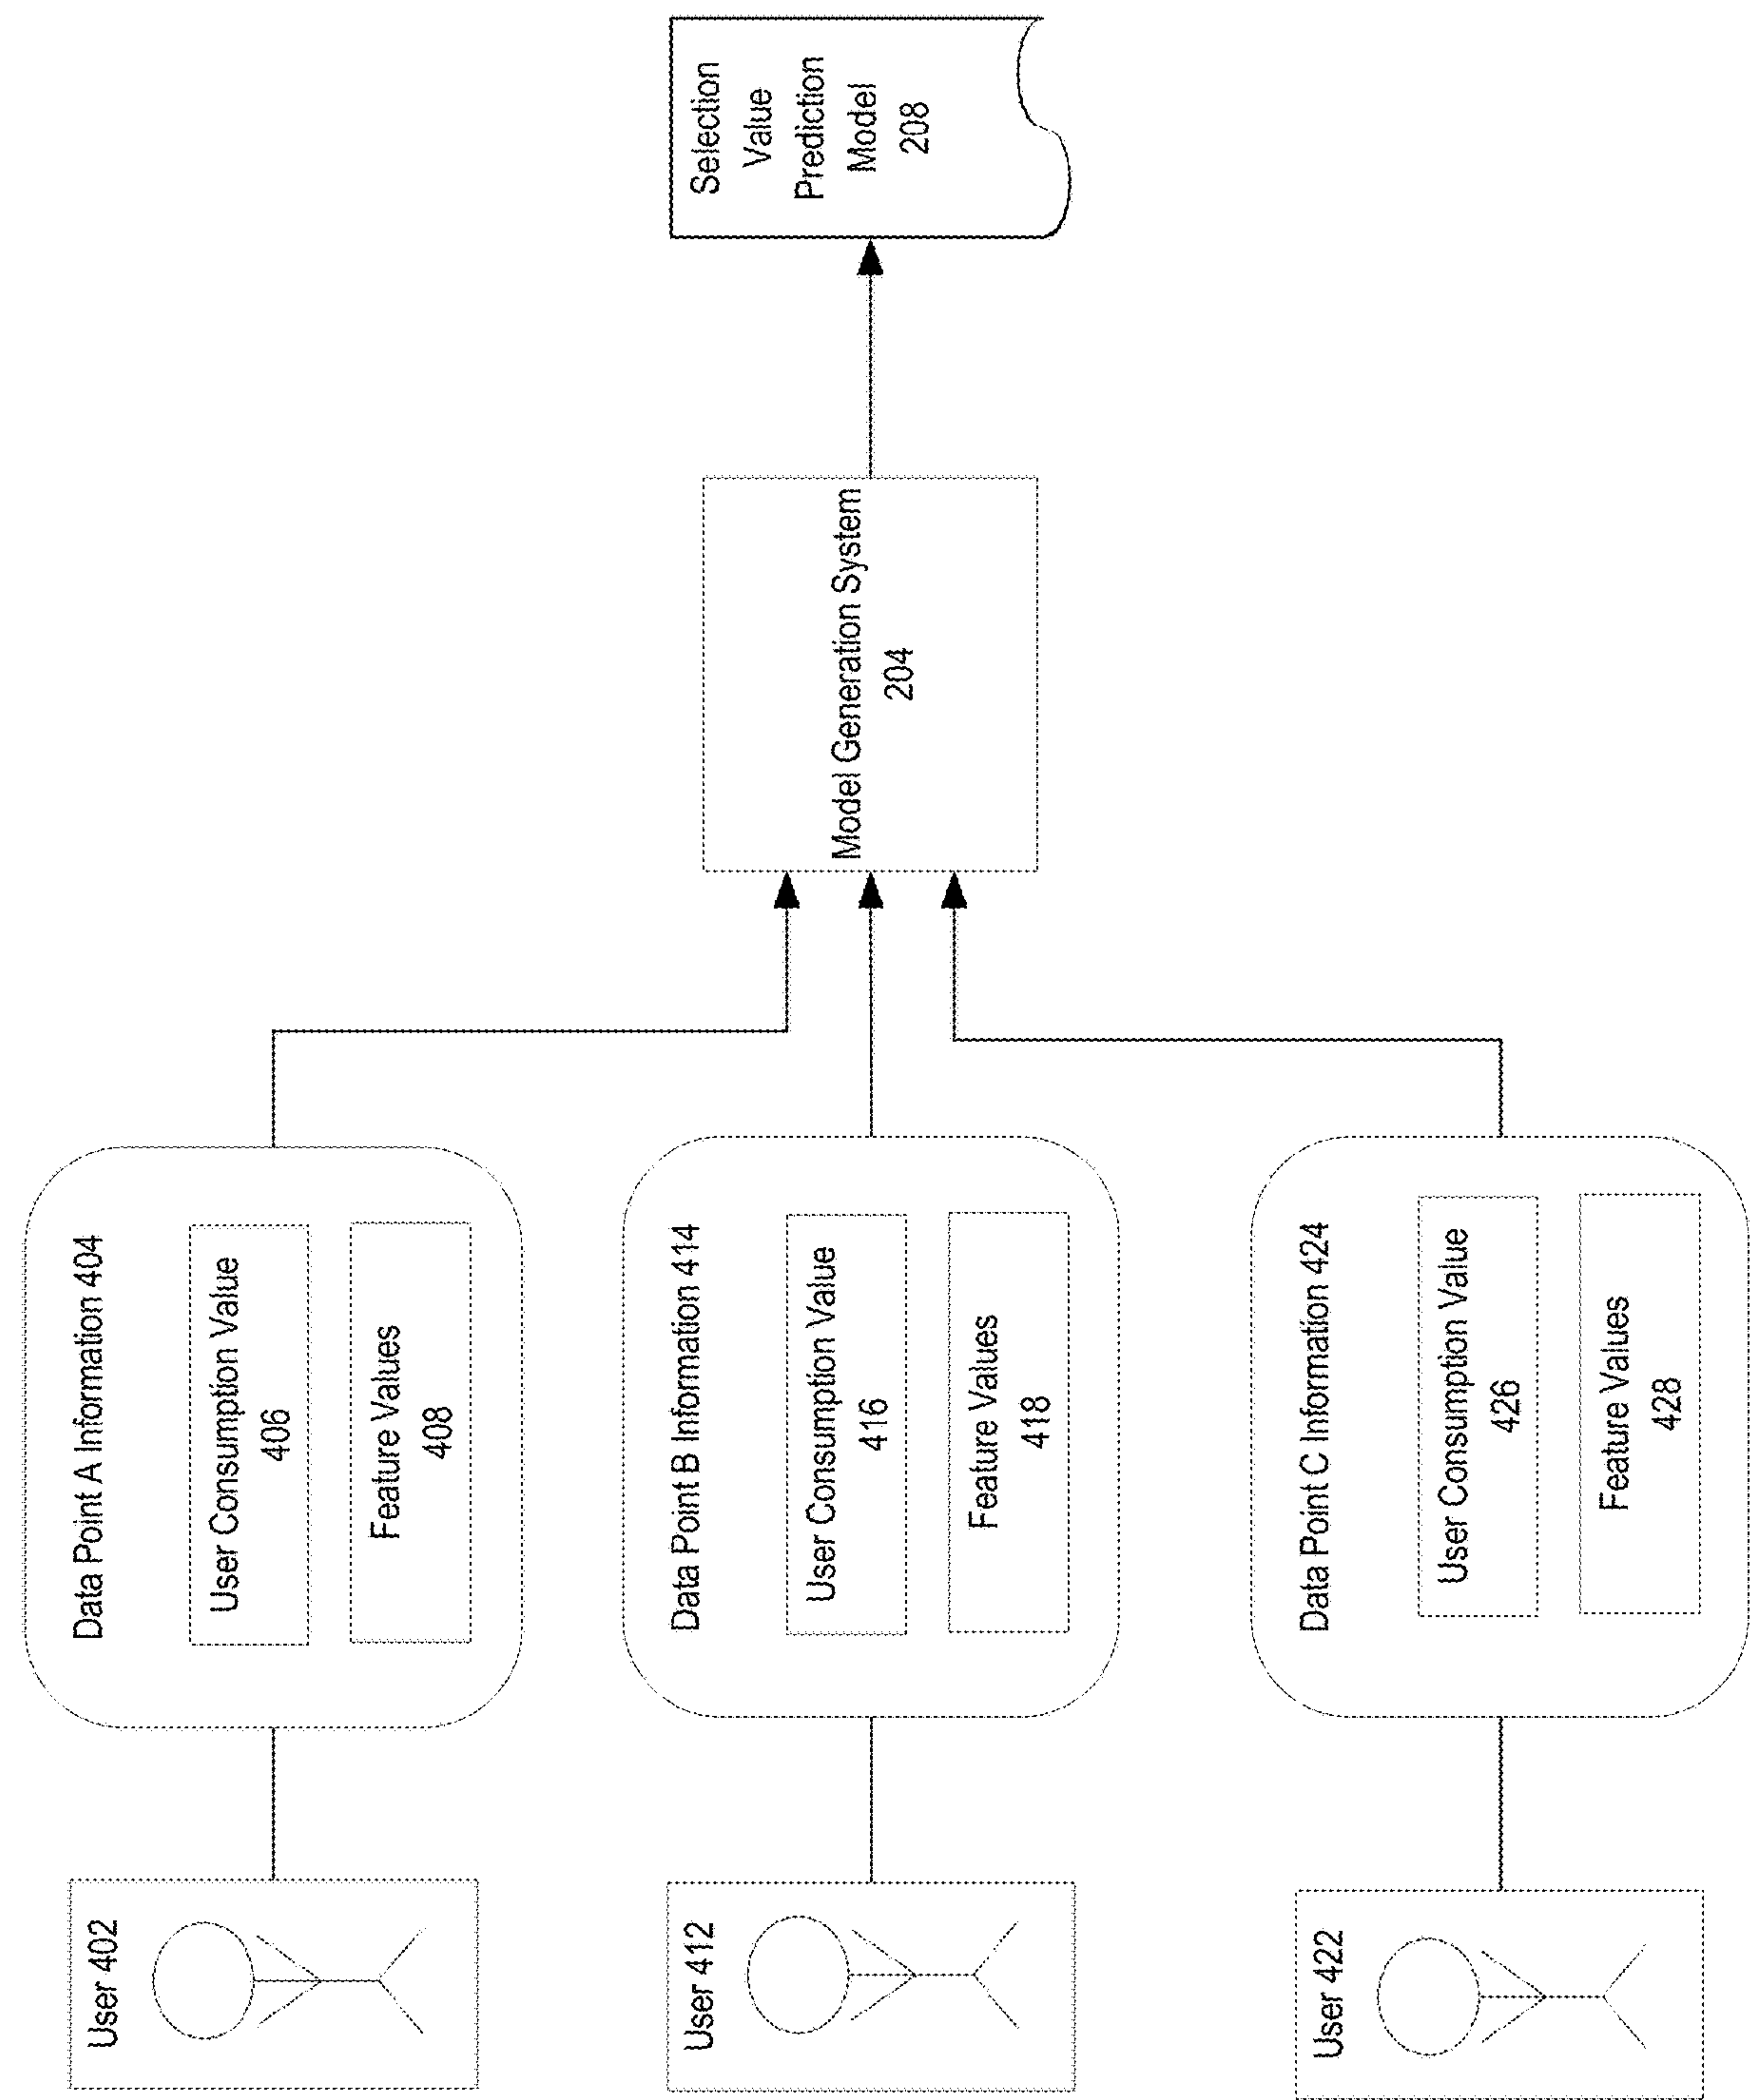 User 402
Data Point A Information 404
User Consumption Value
406
Feature Values
408
User 412
Data Point B Information 414
User Consumption Value
416
Feature Values
418
User 422
Data Point C Information 424
User Consumption Value
426
Feature Values
428
Model Generation System
204
Selection
Value
Prediction
Model
208